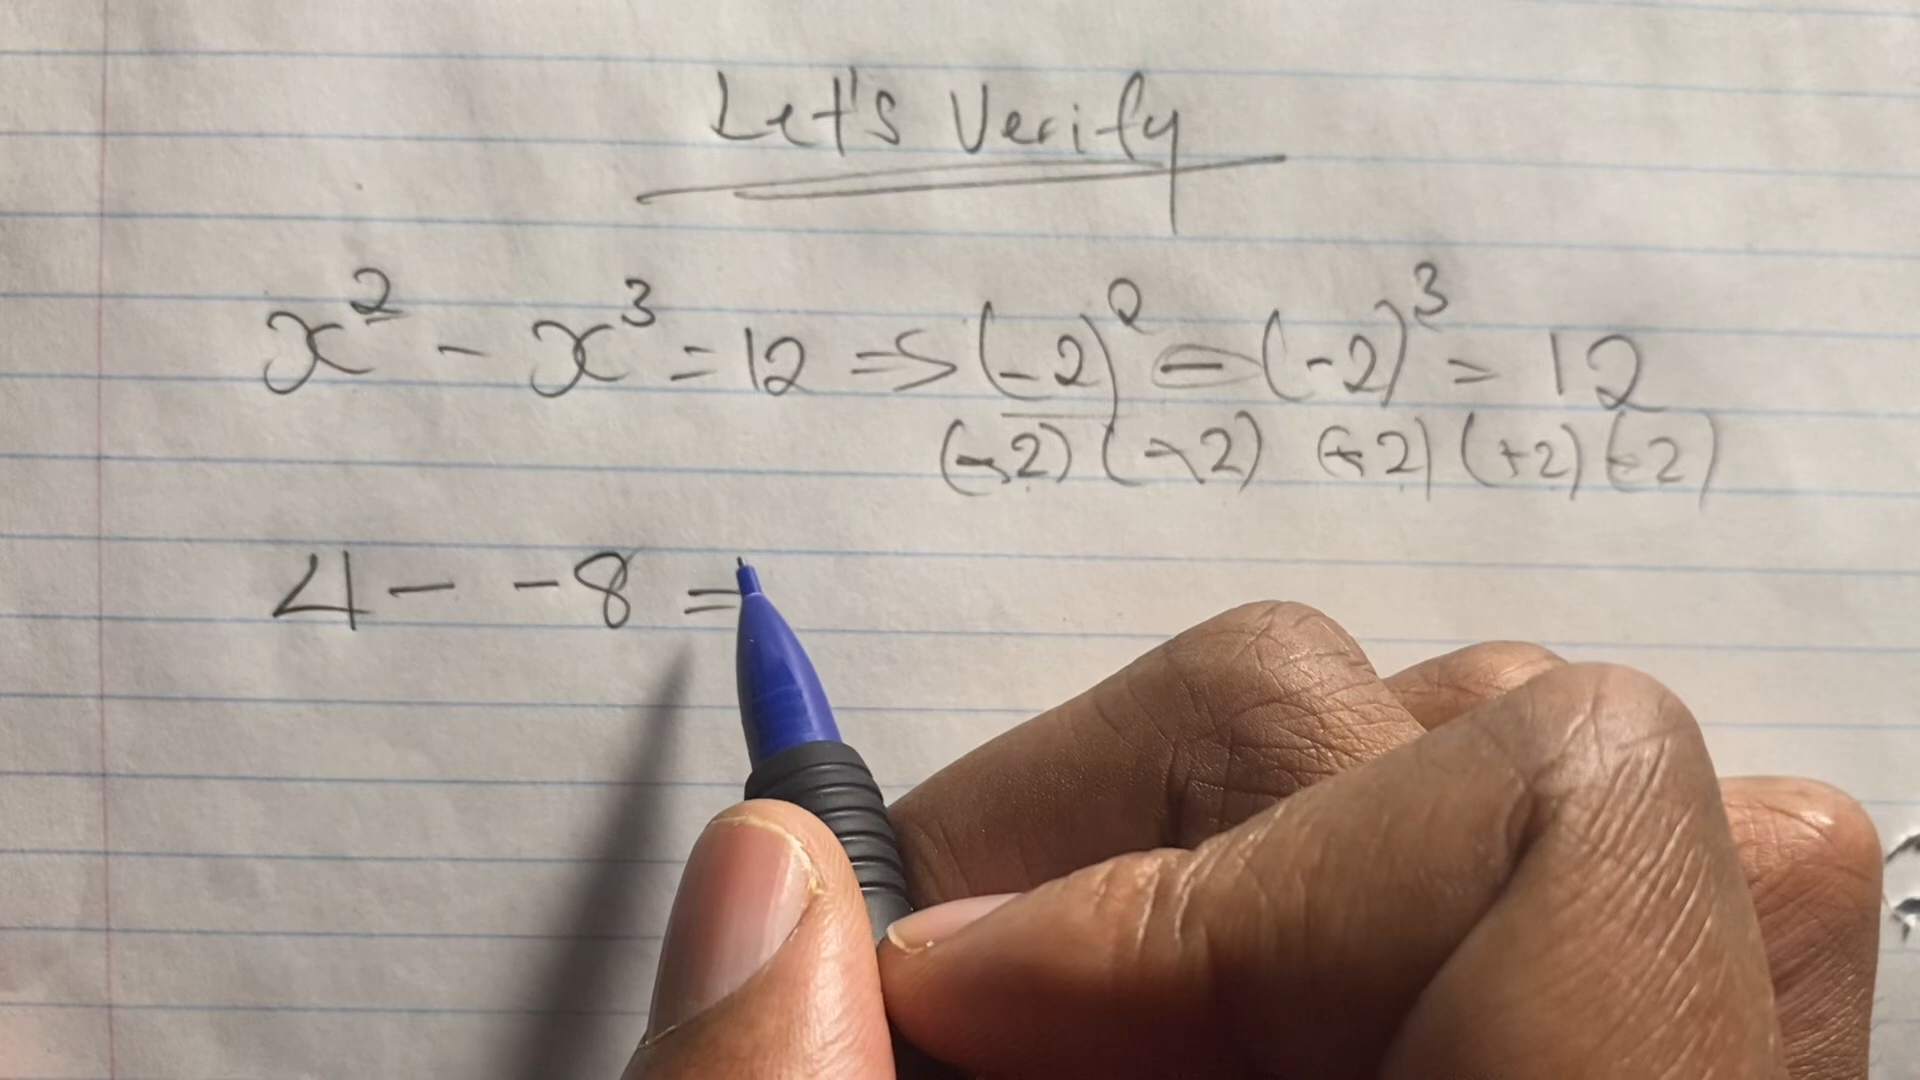 Let's Verify
x² - x³ = 12 => (-2)² - (-2)³ = 12
(-2) (-2) (-2) (+2) (-2)
4 - -8 =